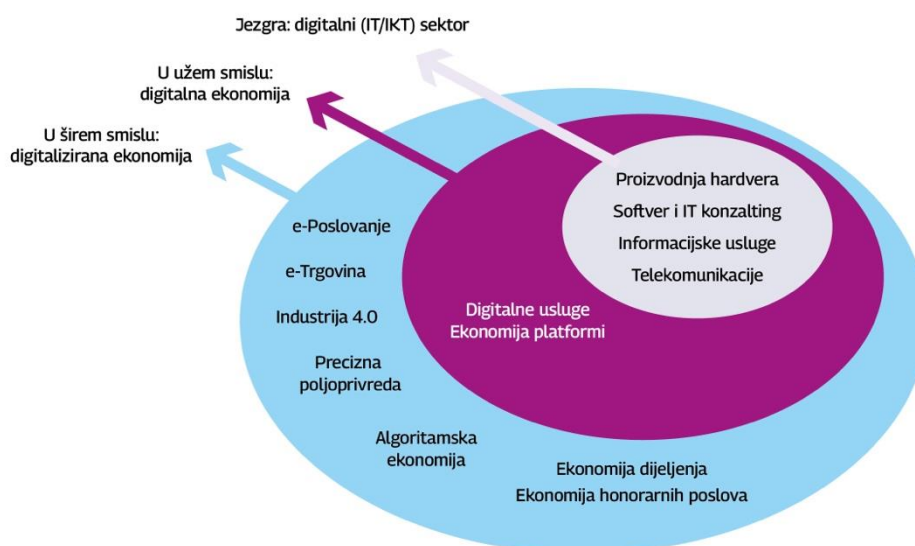 Jezgra: digitalni (IT/IKT) sektor
U užem smislu:
digitalna ekonomija
U širem smislu:
digitalizirana ekonomija
Proizvodnja hardvera
Softver i IT konzalting
Informacijske usluge
Telekomunikacije
e-Poslovanje
e-Trgovina
Industrija 4.0
Precizna
poljoprivreda
Digitalne usluge
Ekonomija platformi
Algoritamska
ekonomija
Ekonomija dijeljenja
Ekonomija honorarnih poslova